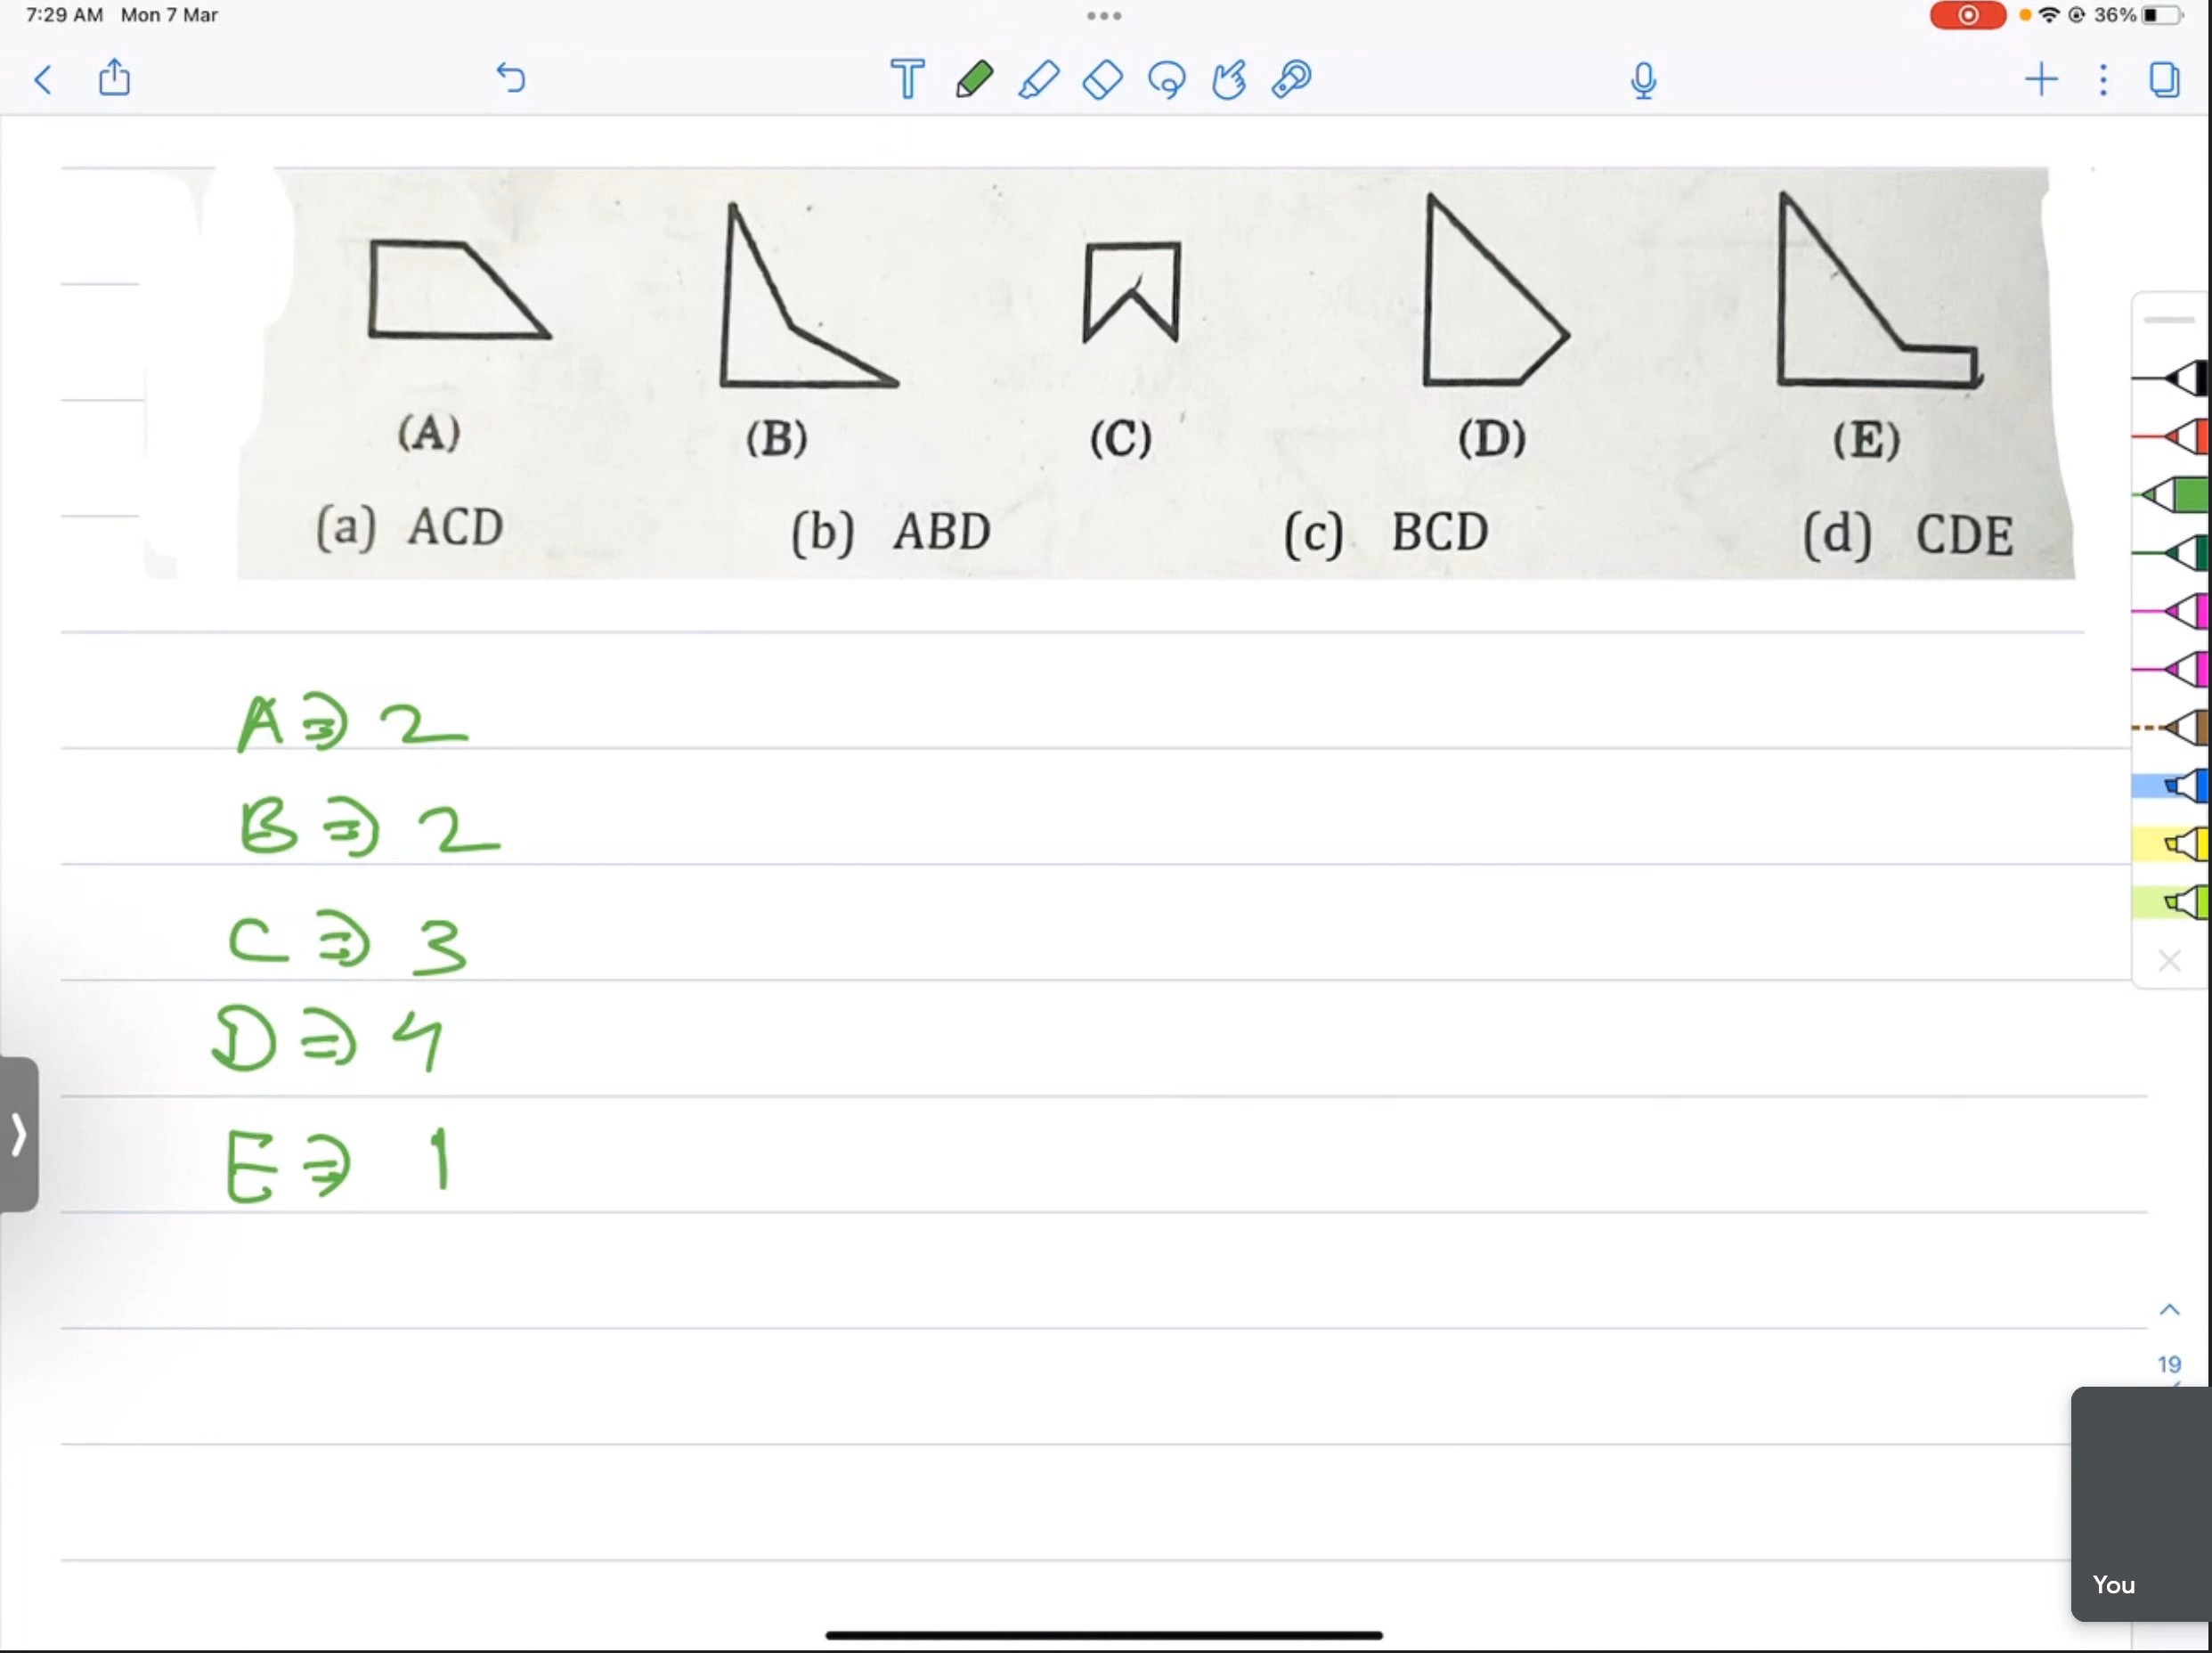 7:29 AM Mon 7 Mar
36%
(A) (B) (C) (D) (E)
(a) ACD (b) ABD (c) BCD (d) CDE
A ⇒ 2
B ⇒ 2
C ⇒ 3
D ⇒ 4
E ⇒ 1
19
You